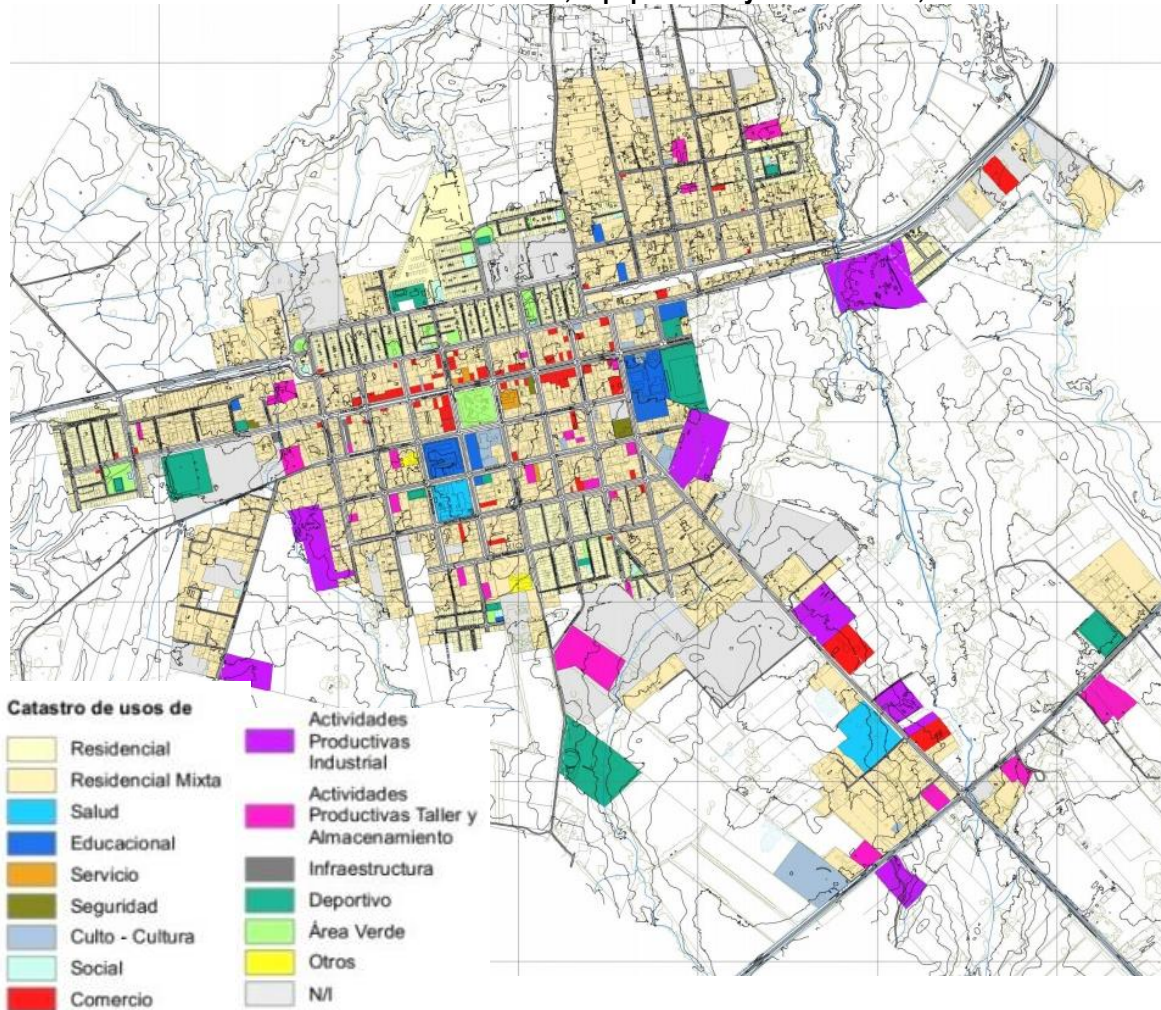 Catastro de usos de
Residencial
Residencial Mixta
Salud
Educacional
Servicio
Seguridad
Culto - Cultura
Social
Comercio
Actividades
Productivas
Industrial
Actividades
Productivas Taller y
Almacenamiento
Infraestructura
Deportivo
Área Verde
Otros
N/I